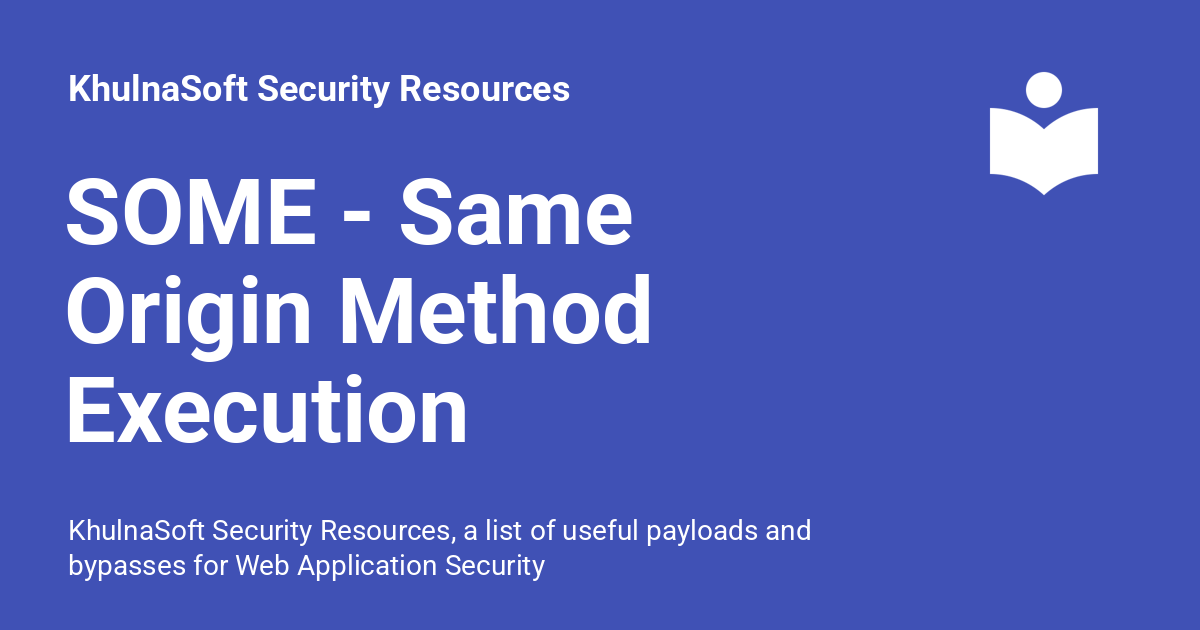 KhulnaSoft Security Resources
SOME - Same
Origin Method
Execution
KhulnaSoft Security Resources, a list of useful payloads and
bypasses for Web Application Security